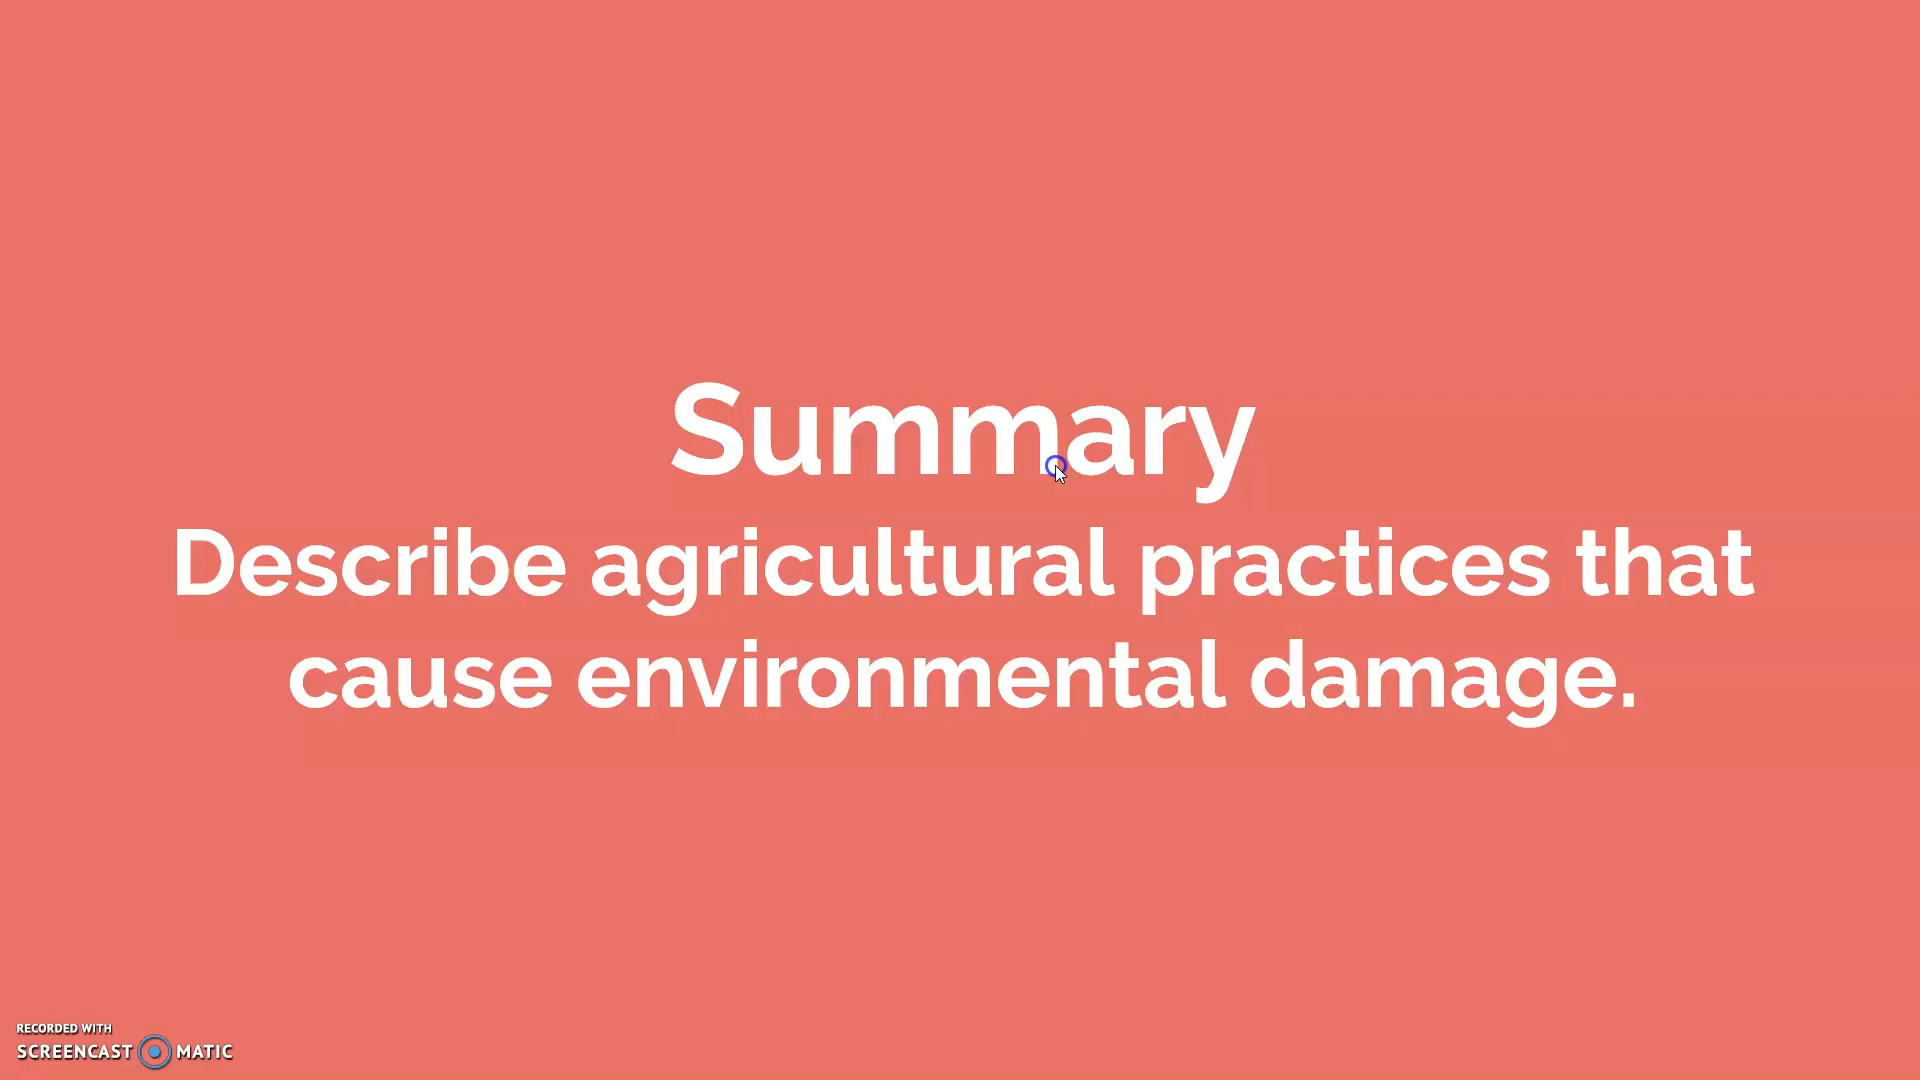 Summary
Describe agricultural practices that
cause environmental damage.
RECORDED WITH
SCREENCAST MATIC